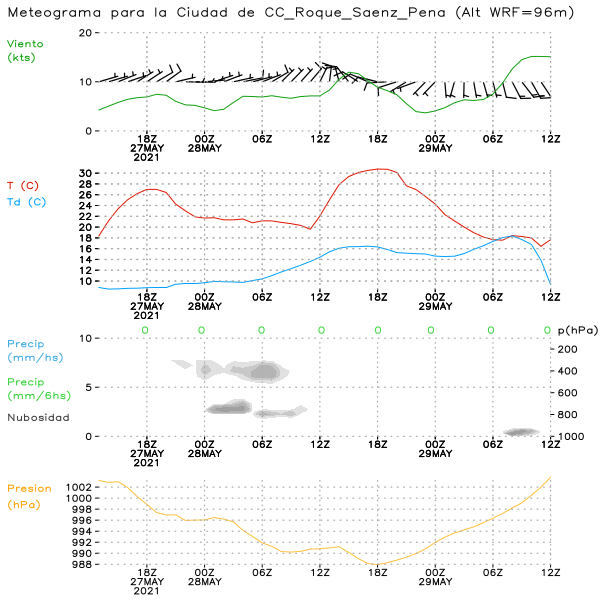 Meteograma para la Ciudad de CC_Roque_Saenz_Pena (Alt WRF=96m)
Viento
(kts)
20
10
0
18Z 00Z 06Z 12Z 18Z 00Z 06Z 12Z
27MAY 28MAY 29MAY
2021
T (C)
Td (C)
30
28
26
24
22
20
18
16
14
12
10
18Z 00Z 06Z 12Z 18Z 00Z 06Z 12Z
27MAY 28MAY 29MAY
2021
0 0 0 0 0 0 0 0
Precip
(mm/hs)
Precip
(mm/6hs)
Nubosidad
10
5
0
p(hPa)
200
400
600
800
1000
18Z 00Z 06Z 12Z 18Z 00Z 06Z 12Z
27MAY 28MAY 29MAY
2021
Presion
(hPa)
1002
1000
998
996
994
992
990
988
18Z 00Z 06Z 12Z 18Z 00Z 06Z 12Z
27MAY 28MAY 29MAY
2021